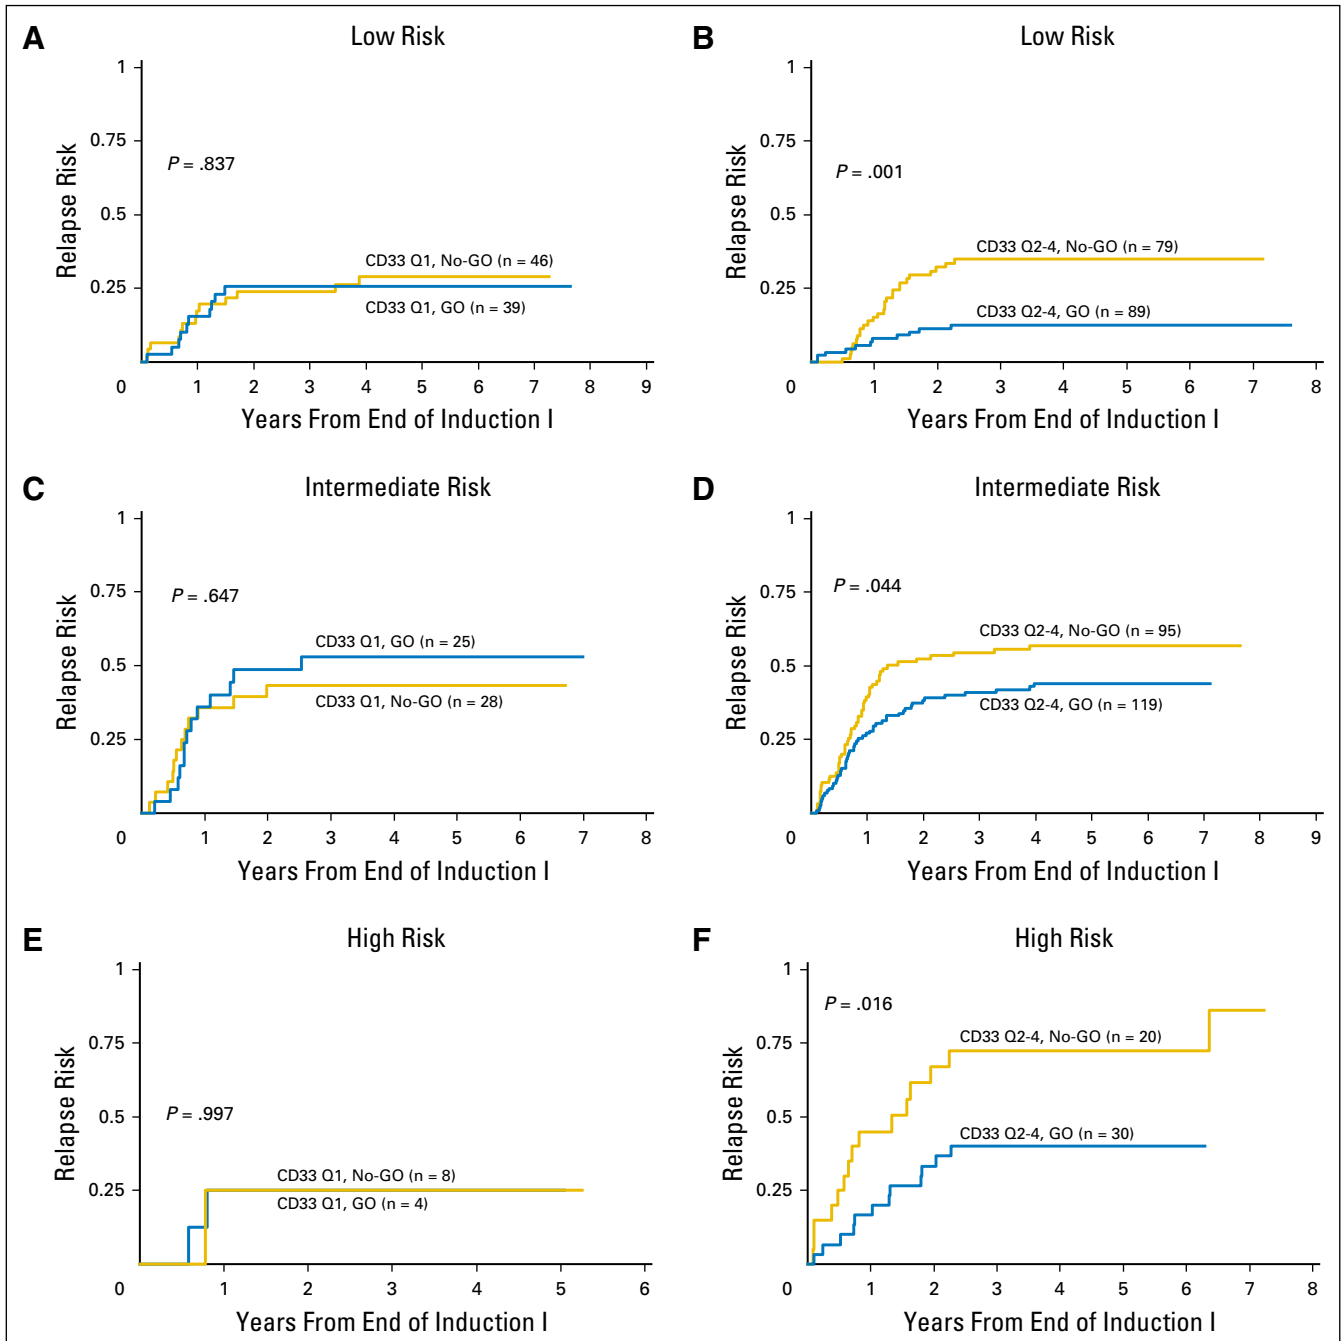 A
Low Risk
1
0.75
0.5
0.25
Relapse Risk
P = .837
CD33 Q1, No-GO (n = 46)
CD33 Q1, GO (n = 39)
0 1 2 3 4 5 6 7 8 9
Years From End of Induction I
B
Low Risk
1
0.75
0.5
0.25
Relapse Risk
P = .001
CD33 Q2-4, No-GO (n = 79)
CD33 Q2-4, GO (n = 89)
0 1 2 3 4 5 6 7 8
Years From End of Induction I
C
Intermediate Risk
1
0.75
0.5
0.25
Relapse Risk
P = .647
CD33 Q1, GO (n = 25)
CD33 Q1, No-GO (n = 28)
0 1 2 3 4 5 6 7 8
Years From End of Induction I
D
Intermediate Risk
1
0.75
0.5
0.25
Relapse Risk
P = .044
CD33 Q2-4, No-GO (n = 95)
CD33 Q2-4, GO (n = 119)
0 1 2 3 4 5 6 7 8 9
Years From End of Induction I
E
High Risk
1
0.75
0.5
0.25
Relapse Risk
P = .997
CD33 Q1, No-GO (n = 8)
CD33 Q1, GO (n = 4)
0 1 2 3 4 5 6
Years From End of Induction I
F
High Risk
1
0.75
0.5
0.25
Relapse Risk
P = .016
CD33 Q2-4, No-GO (n = 20)
CD33 Q2-4, GO (n = 30)
0 1 2 3 4 5 6 7 8
Years From End of Induction I